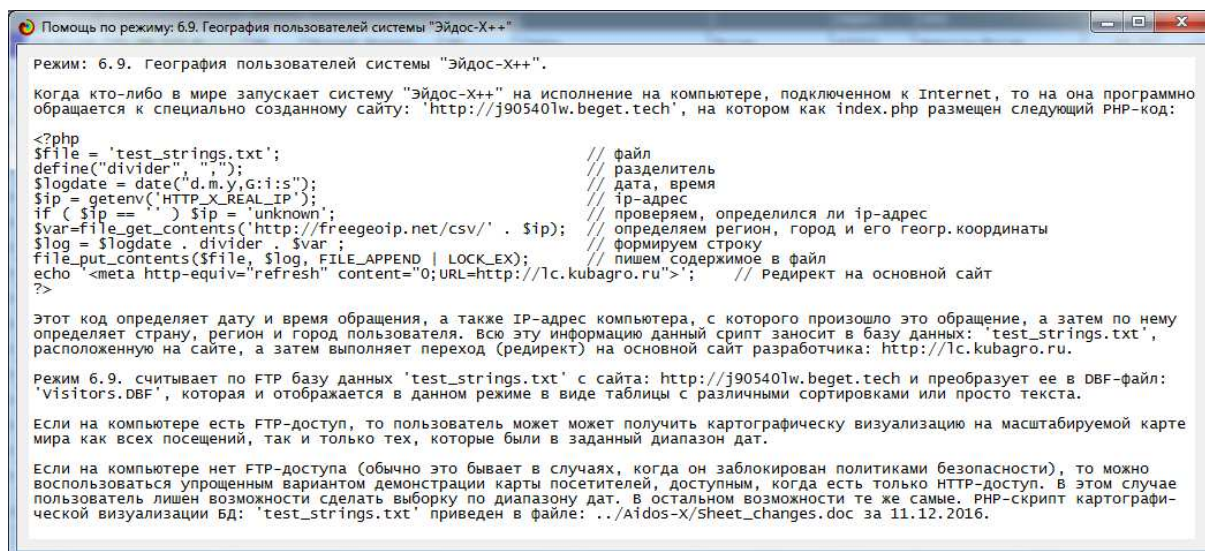 Помощь по режиму: 6.9. География пользователей системы "Эйдос-Х++"
Режим: 6.9. География пользователей системы "Эйдос-Х++".
Когда кто-либо в мире запускает систему "Эйдос-Х++" на исполнение на компьютере, подключенном к Internet, то на она программно
обращается к специально созданному сайту: 'http://j90540lw.beget.tech', на котором как index.php размещен следующий PHP-код:
<?php
$file = 'test_strings.txt'; // файл
define("divider", ","); // разделитель
$logdate = date("d.m.y,G:i:s"); // дата, время
$ip = getenv('HTTP_X_REAL_IP'); // ip-адрес
if ( $ip == '' ) $ip = 'unknown'; // проверяем, определился ли ip-адрес
$var=file_get_contents('http://freegeoip.net/csv/' . $ip); // определяем регион, город и его геогр.координаты
$log = $logdate . divider . $var ; // формируем строку
file_put_contents($file, $log, FILE_APPEND | LOCK_EX); // пишем содержимое в файл
echo '<meta http-equiv="refresh" content="0;URL=http://lc.kubagro.ru">'; // Редирект на основной сайт
?>
Этот код определяет дату и время обращения, а также IP-адрес компьютера, с которого произошло это обращение, а затем по нему
определяет страну, регион и город пользователя. Всю эту информацию данный срипт заносит в базу данных: 'test_strings.txt',
расположенную на сайте, а затем выполняет переход (редирект) на основной сайт разработчика: http://lc.kubagro.ru.
Режим 6.9. считывает по FTP базу данных 'test_strings.txt' с сайта: http://j90540lw.beget.tech и преобразует ее в DBF-файл:
'Visitors.DBF', которая и отображается в данном режиме в виде таблицы с различными сортировками или просто текста.
Если на компьютере есть FTP-доступ, то пользователь может может получить картографическу визуализацию на масштабируемой карте
мира как всех посещений, так и только тех, которые были в заданный диапазон дат.
Если на компьютере нет FTP-доступа (обычно это бывает в случаях, когда он заблокирован политиками безопасности), то можно
воспользоваться упрощенным вариантом демонстрации карты посетителей, доступным, когда есть только HTTP-доступ. В этом случае
пользователь лишен возможности сделать выборку по диапазону дат. В остальном возможности те же самые. PHP-скрипт картографи-
ческой визуализации БД: 'test_strings.txt' приведен в файле: ../Aidos-X/Sheet_changes.doc за 11.12.2016.